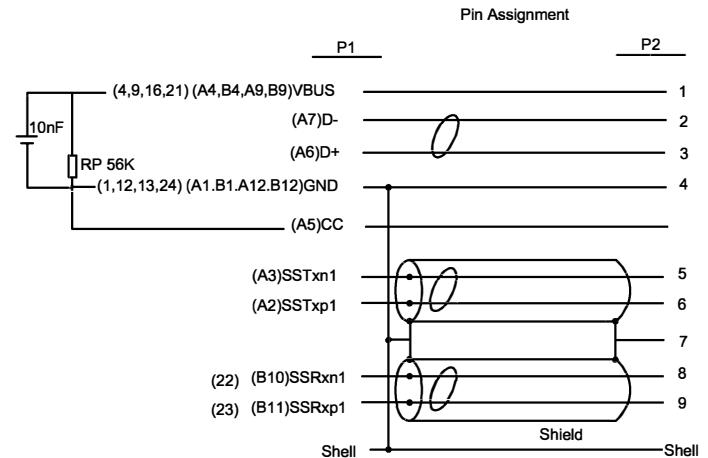 Pin Assignment
P1
P2
(4,9,16,21) (A4,B4,A9,B9)VBUS
1
(A7)D-
2
10nF
(A6)D+
3
RP 56K
(1,12,13,24) (A1.B1.A12.B12)GND
4
(A5)CC
(A3)SSTxn1
5
(A2)SSTxp1
6
7
(22) (B10)SSRxn1
8
(23) (B11)SSRxp1
9
Shield
Shell
Shell